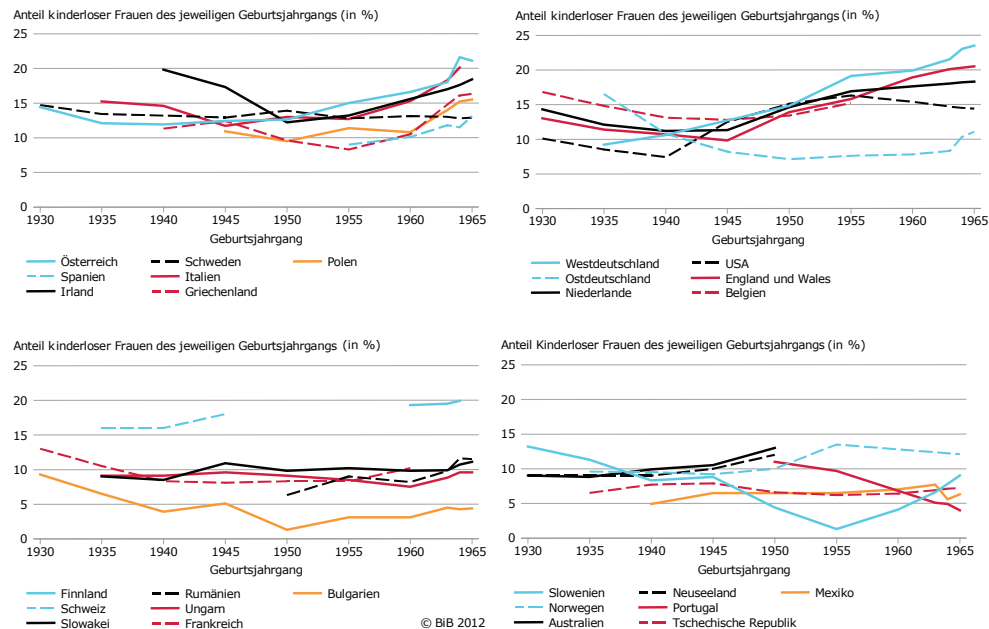 Anteil kinderloser Frauen des jeweiligen Geburtsjahrgangs (in %)
25
20
15
10
5
0
1930 1935 1940 1945 1950 1955 1960 1965
Geburtsjahrgang
Österreich Schweden Polen
Spanien Italien
Irland Griechenland
Anteil kinderloser Frauen des jeweiligen Geburtsjahrgangs (in %)
25
20
15
10
5
0
1930 1935 1940 1945 1950 1955 1960 1965
Geburtsjahrgang
Westdeutschland USA
Ostdeutschland England und Wales
Niederlande Belgien
Anteil kinderloser Frauen des jeweiligen Geburtsjahrgangs (in %)
25
20
15
10
5
0
1930 1935 1940 1945 1950 1955 1960 1965
Geburtsjahrgang
Finnland Rumänien Bulgarien
Schweiz Ungarn
Slowakei Frankreich
© BiB 2012
Anteil Kinderloser Frauen des jeweiligen Geburtsjahrgangs (in %)
25
20
15
10
5
0
1930 1935 1940 1945 1950 1955 1960 1965
Geburtsjahrgang
Slowenien Neuseeland Mexiko
Norwegen Portugal
Australien Tschechische Republik